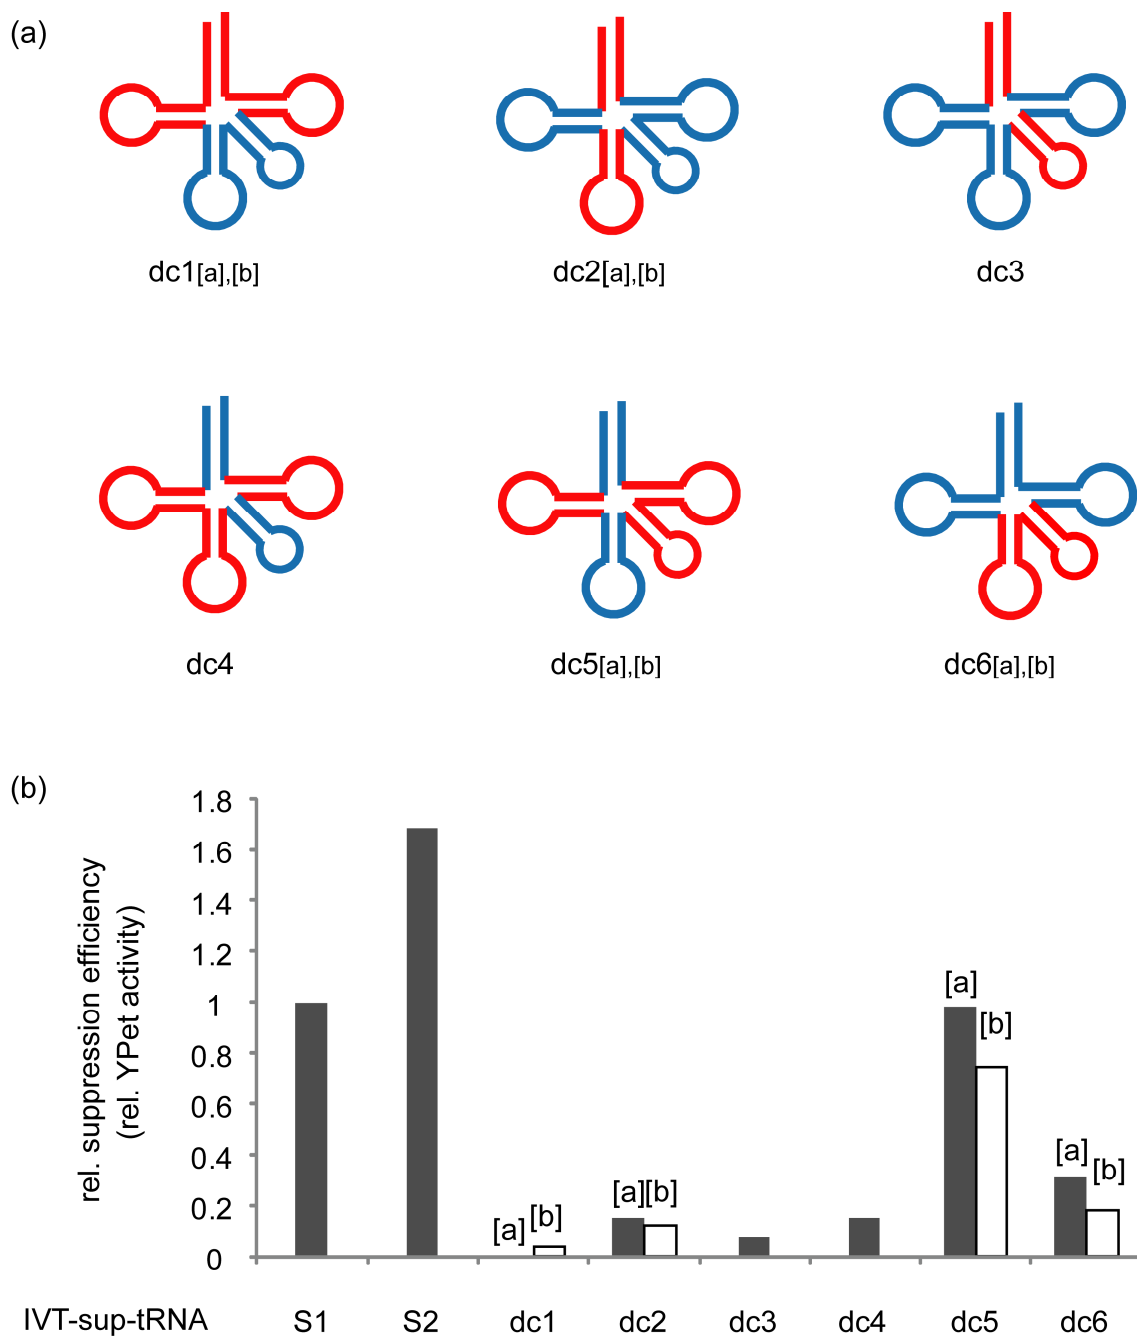 (a)
dc1[a],[b]
dc2[a],[b]
dc3
dc4
dc5[a],[b]
dc6[a],[b]
(b)
rel. suppression efficiency
(rel. YPet activity)
1.8
1.6
1.4
1.2
1
0.8
0.6
0.4
0.2
0
[a]
[b]
[a][b]
[a]
[b]
[a]
[b]
IVT-sup-tRNA S1 S2 dc1 dc2 dc3 dc4 dc5 dc6